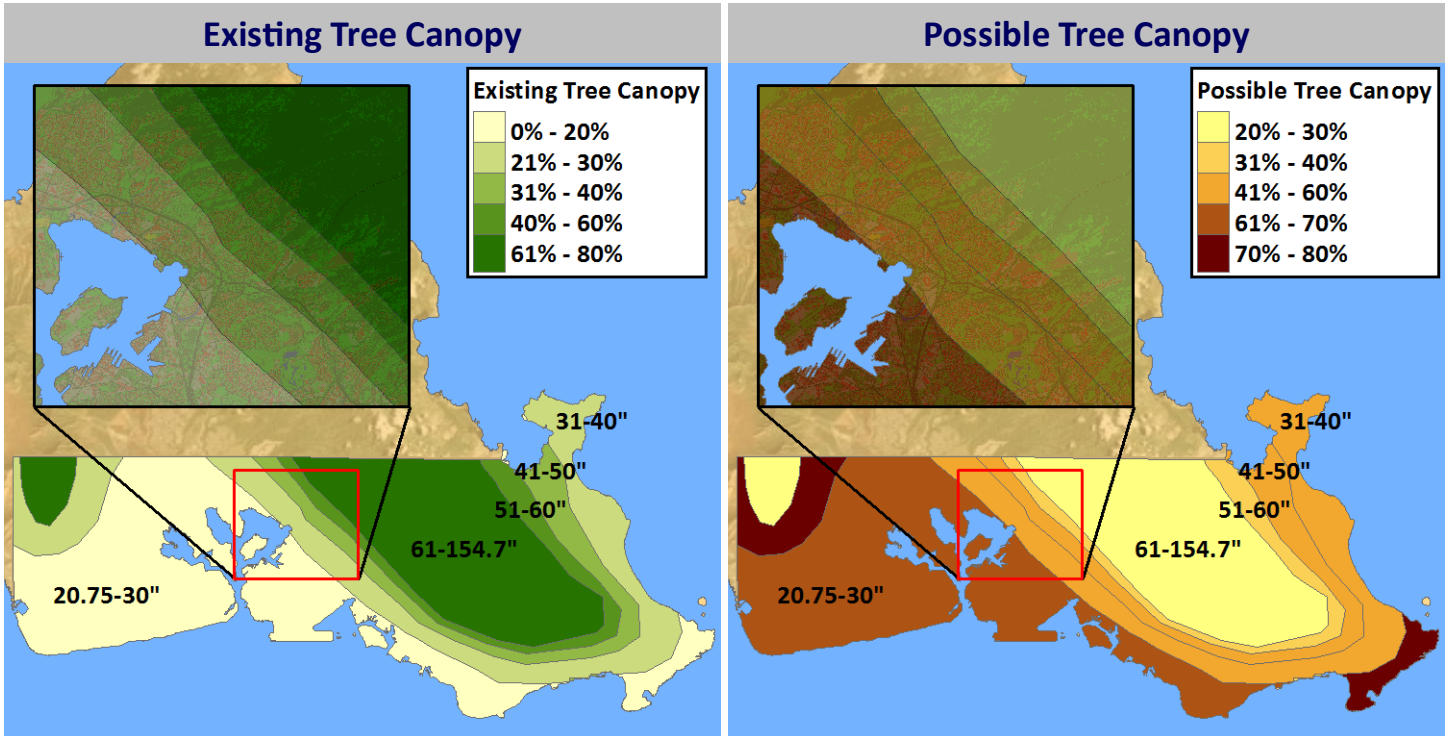 Existing Tree Canopy
Existing Tree Canopy
0% - 20%
21% - 30%
31% - 40%
40% - 60%
61% - 80%
31-40"
41-50"
51-60"
61-154.7"
20.75-30"
Possible Tree Canopy
Possible Tree Canopy
20% - 30%
31% - 40%
41% - 60%
61% - 70%
70% - 80%
31-40"
41-50"
51-60"
61-154.7"
20.75-30"